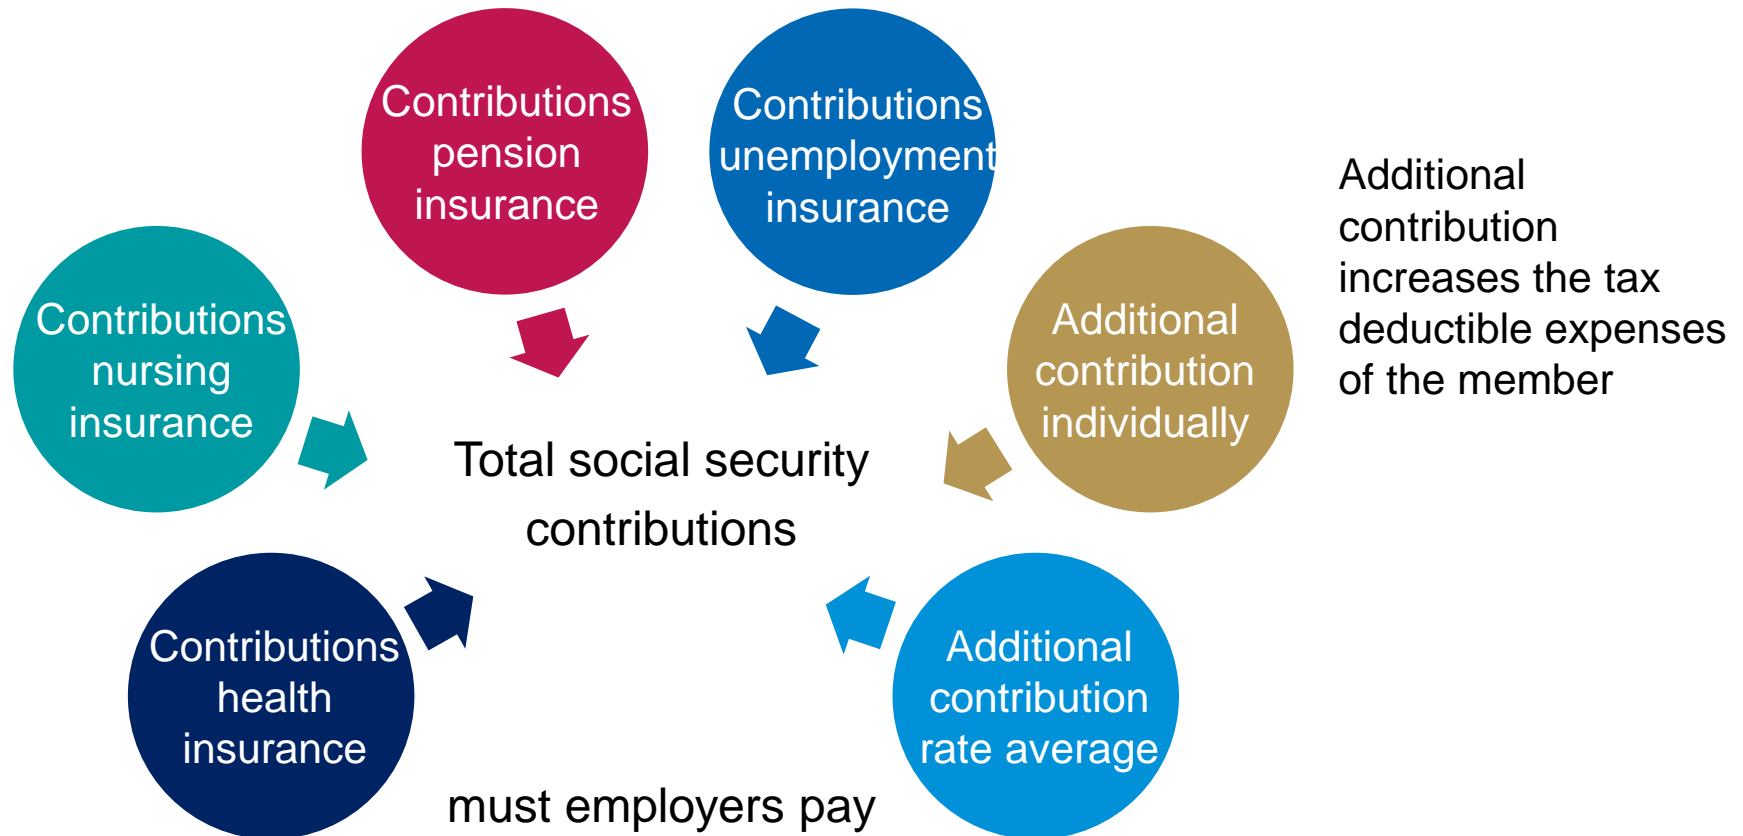 Contributions
pension
insurance
Contributions
unemployment
insurance
Additional
contribution
increases the tax
deductible expenses
of the member
Contributions
nursing
insurance
Additional
contribution
individually
Total social security
contributions
Contributions
health
insurance
Additional
contribution
rate average
must employers pay